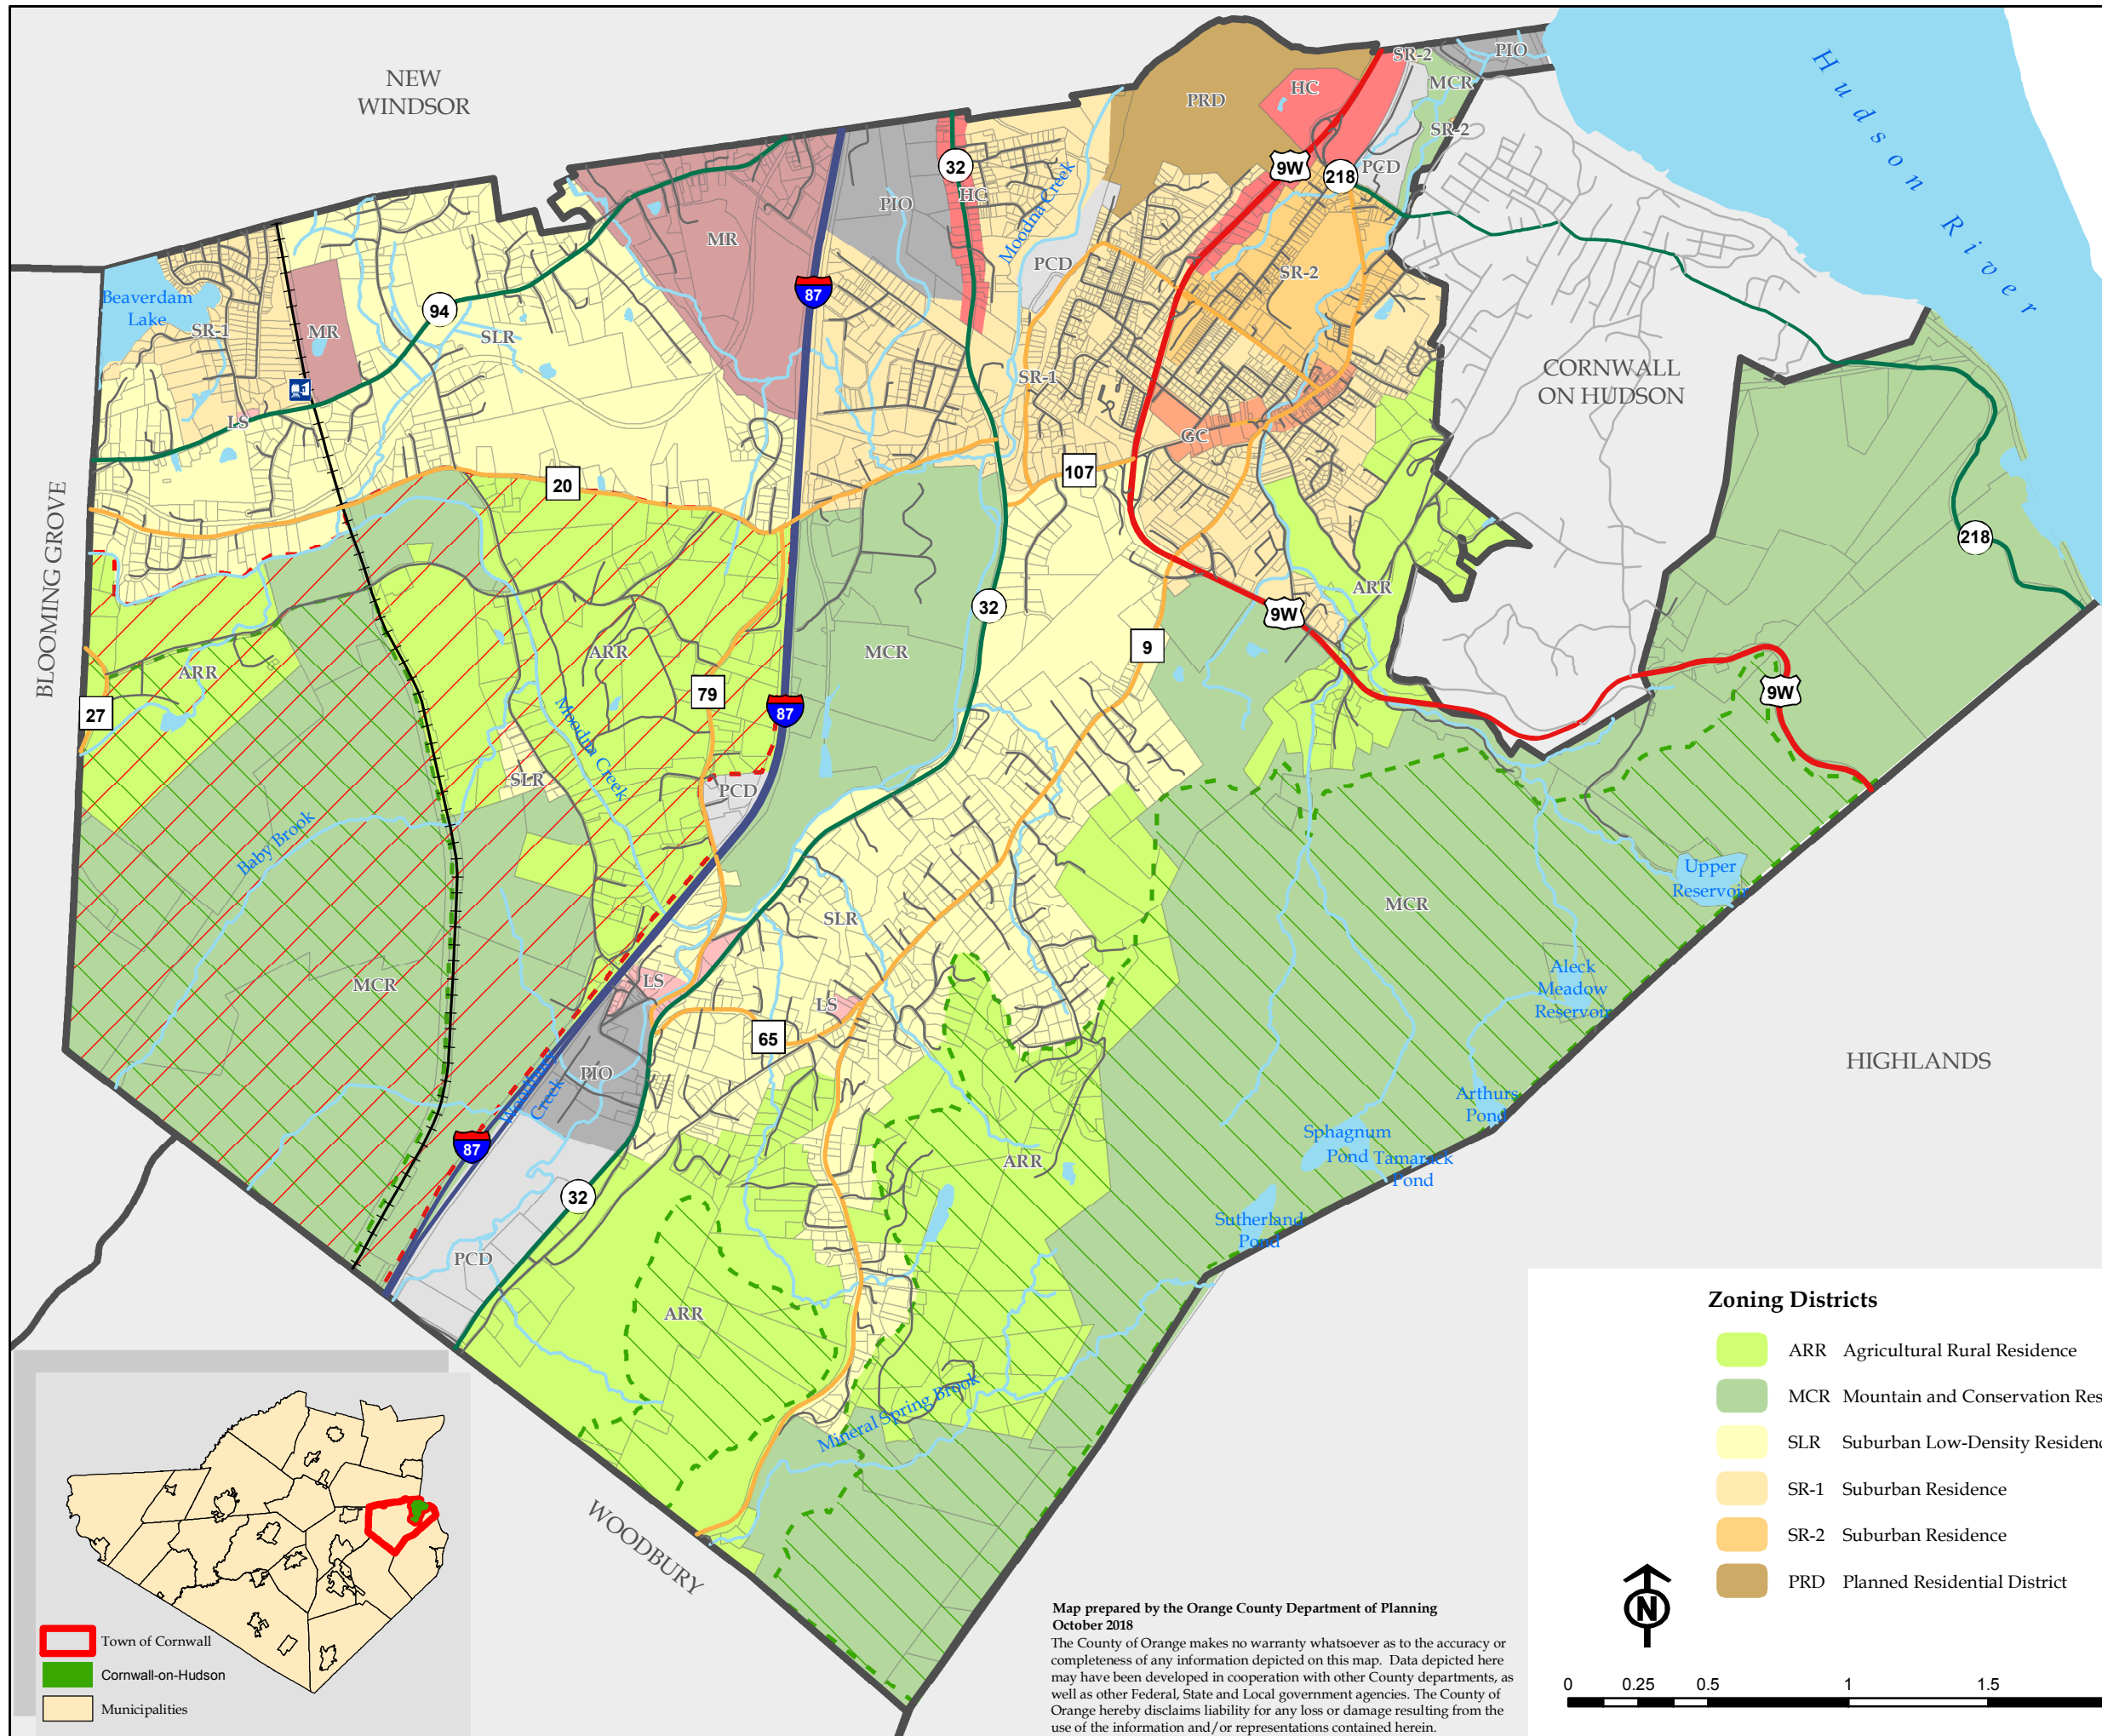 NEW
WINDSOR
Hudson River
SR-2
PIO
MCR
PRD
HC
SR-2
9W
218
PCD
32
HC
PIO
Moodna Creek
MR
PCD
SR-2
87
Beaverdam
Lake
94
SR-1
MR
SLR
CORNWALL
ON HUDSON
SR-1
LS
GC
107
20
BLOOMING GROVE
218
ARR
32
9W
9
MCR
ARR
ARR
79
27
87
9W
Moodna Creek
SLR
PCD
Baby Brook
Upper
Reservoir
MCR
SLR
MCR
LS
LS
Aleck
Meadow
Reservoir
65
PIO
Woodbury
Creek
HIGHLANDS
Arthurs
Pond
87
Sphagnum
Pond
Tamarack
Pond
ARR
32
Sutherland
Pond
PCD
ARR
Mineral Spring Brook
WOODBURY
Zoning Districts
ARR Agricultural Rural Residence
MCR Mountain and Conservation Res
SLR Suburban Low-Density Residenc
SR-1 Suburban Residence
SR-2 Suburban Residence
PRD Planned Residential District
N
0 0.25 0.5 1 1.5
Town of Cornwall
Cornwall-on-Hudson
Municipalities
Map prepared by the Orange County Department of Planning
October 2018
The County of Orange makes no warranty whatsoever as to the accuracy or
completeness of any information depicted on this map. Data depicted here
may have been developed in cooperation with other County departments, as
well as other Federal, State and Local government agencies. The County of
Orange hereby disclaims liability for any loss or damage resulting from the
use of the information and/or representations contained herein.